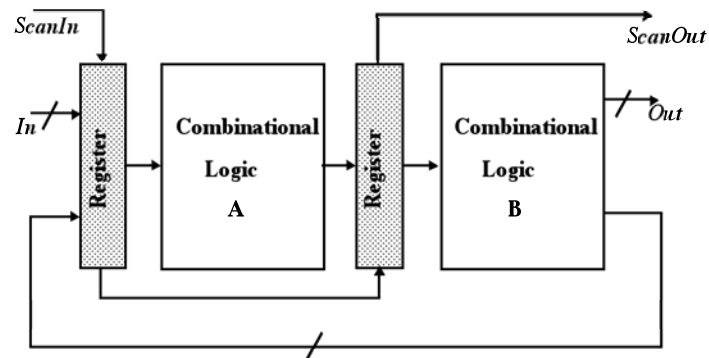 ScanIn
ScanOut
In
Out
Register
Combinational
Logic
A
Register
Combinational
Logic
B